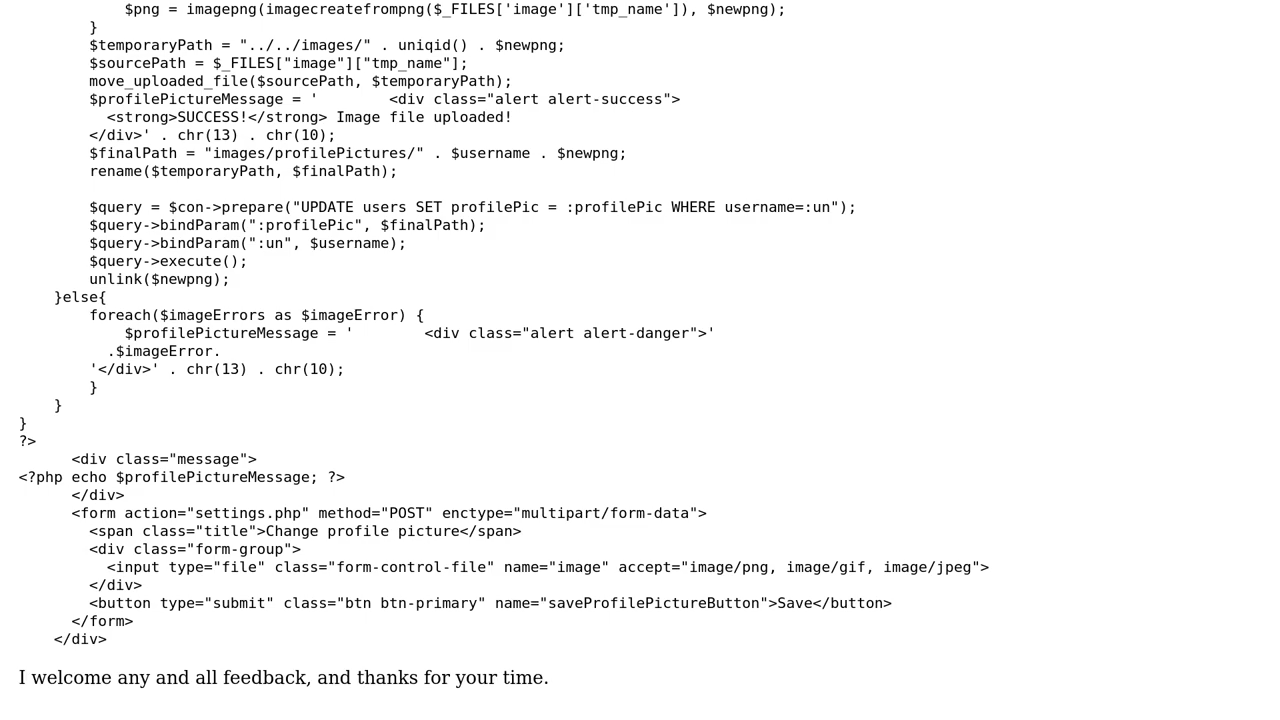 $png = imagepng(imagecreatefrompng($_FILES['image']['tmp_name']), $newpng);
}
$temporaryPath = "../../images/" . uniqid() . $newpng;
$sourcePath = $_FILES["image"]["tmp_name"];
move_uploaded_file($sourcePath, $temporaryPath);
$profilePictureMessage = '        <div class="alert alert-success">
<strong>SUCCESS!</strong> Image file uploaded!
</div>' . chr(13) . chr(10);
$finalPath = "images/profilePictures/" . $username . $newpng;
rename($temporaryPath, $finalPath);
$query = $con->prepare("UPDATE users SET profilePic = :profilePic WHERE username=:un");
$query->bindParam(":profilePic", $finalPath);
$query->bindParam(":un", $username);
$query->execute();
unlink($newpng);
}else{
foreach($imageErrors as $imageError) {
$profilePictureMessage = '        <div class="alert alert-danger">'
.$imageError.
'</div>' . chr(13) . chr(10);
}
}
}
?>
<div class="message">
<?php echo $profilePictureMessage; ?>
</div>
<form action="settings.php" method="POST" enctype="multipart/form-data">
<span class="title">Change profile picture</span>
<div class="form-group">
<input type="file" class="form-control-file" name="image" accept="image/png, image/gif, image/jpeg">
</div>
<button type="submit" class="btn btn-primary" name="saveProfilePictureButton">Save</button>
</form>
</div>
I welcome any and all feedback, and thanks for your time.